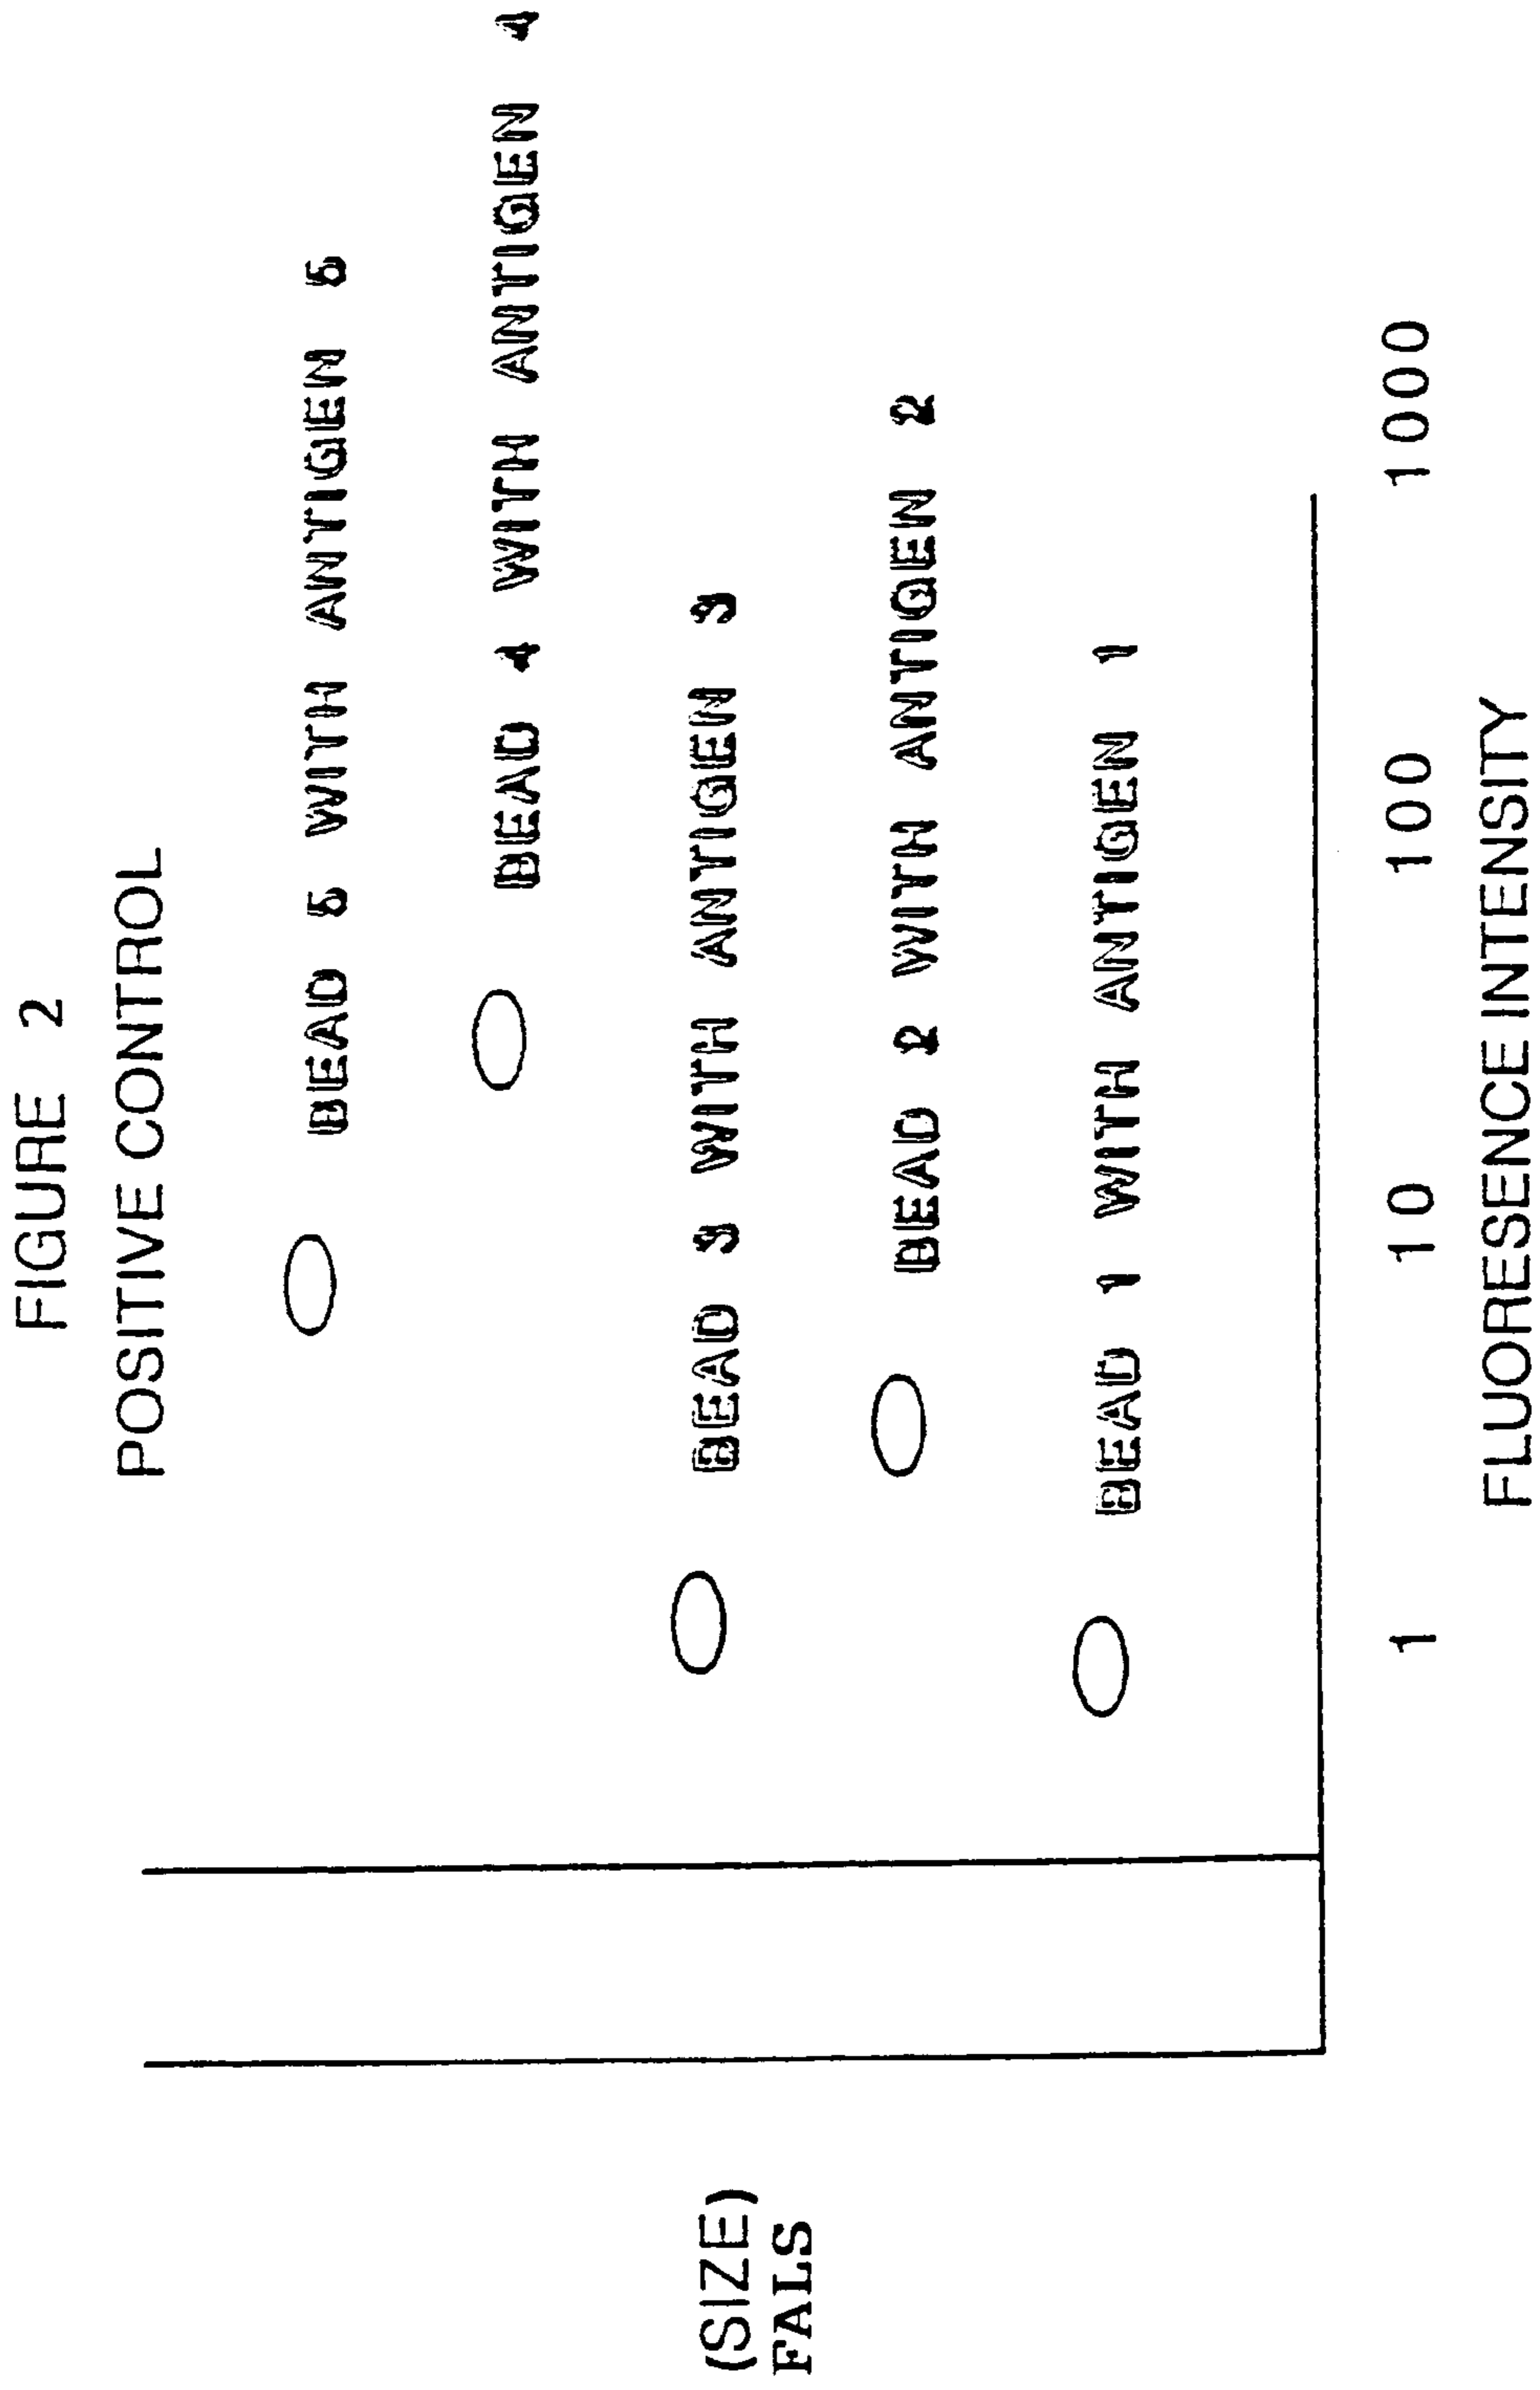 FIGURE 2
POSITIVE CONTROL
BEAD 5 WITH ANTIGEN 5
BEAD 4 WITH ANTIGEN 4
(SIZE)
FALS
BEAD 3 WITH ANTIGEN 3
BEAD 2 WITH ANTIGEN 2
BEAD 1 WITH ANTIGEN 1
1 10 100 1000
FLUORESENCE INTENSITY